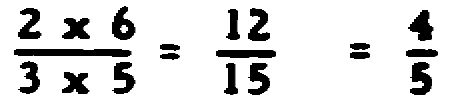 2 x 6 / 3 x 5 = 12 / 15 = 4 / 5